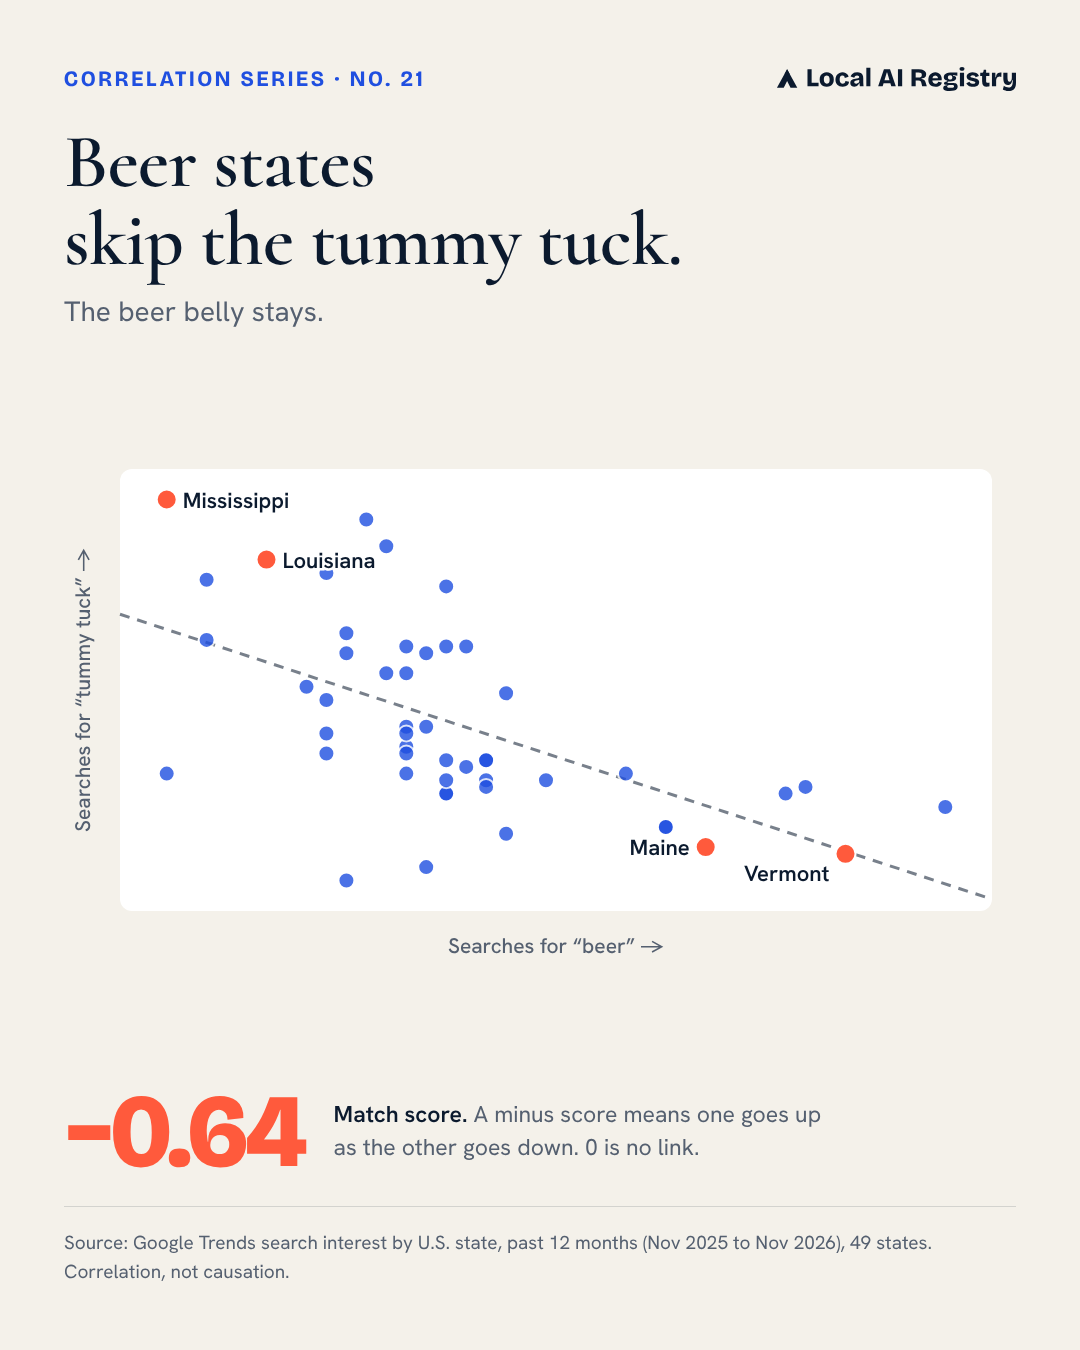 CORRELATION SERIES · NO. 21
Local AI Registry
Beer states
skip the tummy tuck.
The beer belly stays.
Mississippi
Louisiana
Searches for “tummy tuck” →
Maine
Vermont
Searches for “beer” →
−0.64
Match score. A minus score means one goes up
as the other goes down. 0 is no link.
Source: Google Trends search interest by U.S. state, past 12 months (Nov 2025 to Nov 2026), 49 states.
Correlation, not causation.